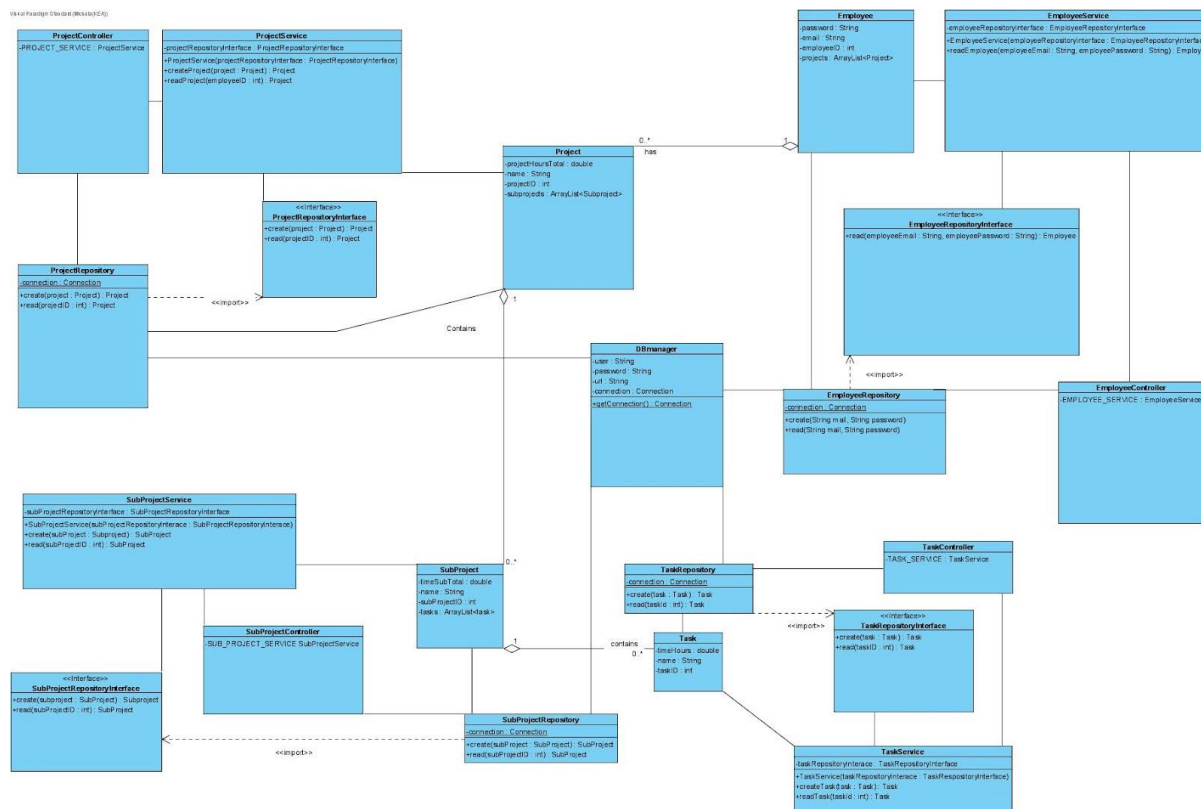 Visual Paradigm Standard (Michala(KEA))
ProjectController
-PROJECT_SERVICE : ProjectService
ProjectService
-projectRepositoryInterface : ProjectRepositoryInterface
+ProjectService(projectRepositoryInterface : ProjectRepositoryInterface)
+createProject(project : Project) : Project
+readProject(employeeID : int) : Project
Employee
-password : String
-email : String
-employeeID : int
-projects : ArrayList<Project>
EmployeeService
-employeeRepositoryInterface : EmployeeRepositoryInterface
+EmployeeService(employeeRepositoryInterface : EmployeeRepositoryInterface
+readEmployee(employeeEmail : String, employeePassword : String) : Employ
0..*
has
1
Project
-projectHoursTotal : double
-name : String
-projectID : int
-subprojects : ArrayList<Subproject>
<<Interface>>
ProjectRepositoryInterface
+create(project : Project) : Project
+read(projectID : int) : Project
<<Interface>>
EmployeeRepositoryInterface
+read(employeeEmail : String, employeePassword : String) : Employee
ProjectRepository
-connection : Connection
+create(project : Project) : Project
+read(projectID : int) : Project
<<import>>
1
Contains
DBmanager
-user : String
-password : String
-url : String
-connection : Connection
+getConnection() : Connection
<<import>>
EmployeeRepository
-connection : Connection
+create(String mail, String password)
+read(String mail, String password)
EmployeeController
-EMPLOYEE_SERVICE : EmployeeService
SubProjectService
-subProjectRepositoryInterface : SubProjectRepositoryInterface
+SubProjectService(subProjectRepositoryInterace : SubProjectRepositoryInterace)
+create(subProject : Subproject) : SubProject
+read(subProjectID : int) : SubProject
0..*
SubProject
-timeSubTotal : double
-name : String
-subProjectID : int
-tasks : ArrayList<task>
TaskRepository
-connection : Connection
+create(task : Task) : Task
+read(taskId : int) : Task
TaskController
-TASK_SERVICE : TaskService
<<import>>
<<Interface>>
TaskRepositoryInterface
+create(task : Task) : Task
+read(taskID : int) : Task
SubProjectController
-SUB_PROJECT_SERVICE SubProjectService
1
contains
0..*
Task
-timeHours : double
-name : String
-taskID : int
<<Interface>>
SubProjectRepositoryInterface
+create(subproject : SubProject) : Subproject
+read(subProjectID : int) : SubProject
<<import>>
SubProjectRepository
-connection : Connection
+create(subProject : SubProject) : SubProject
+read(subProjectID : int) : SubProject
TaskService
-taskRepositoryInterace : TaskRepositoryInterface
+TaskService(taskRepositoryInterace : TaskRespositoryInterface)
+createTask(task : Task) : Task
+readTask(taskId : int) : Task